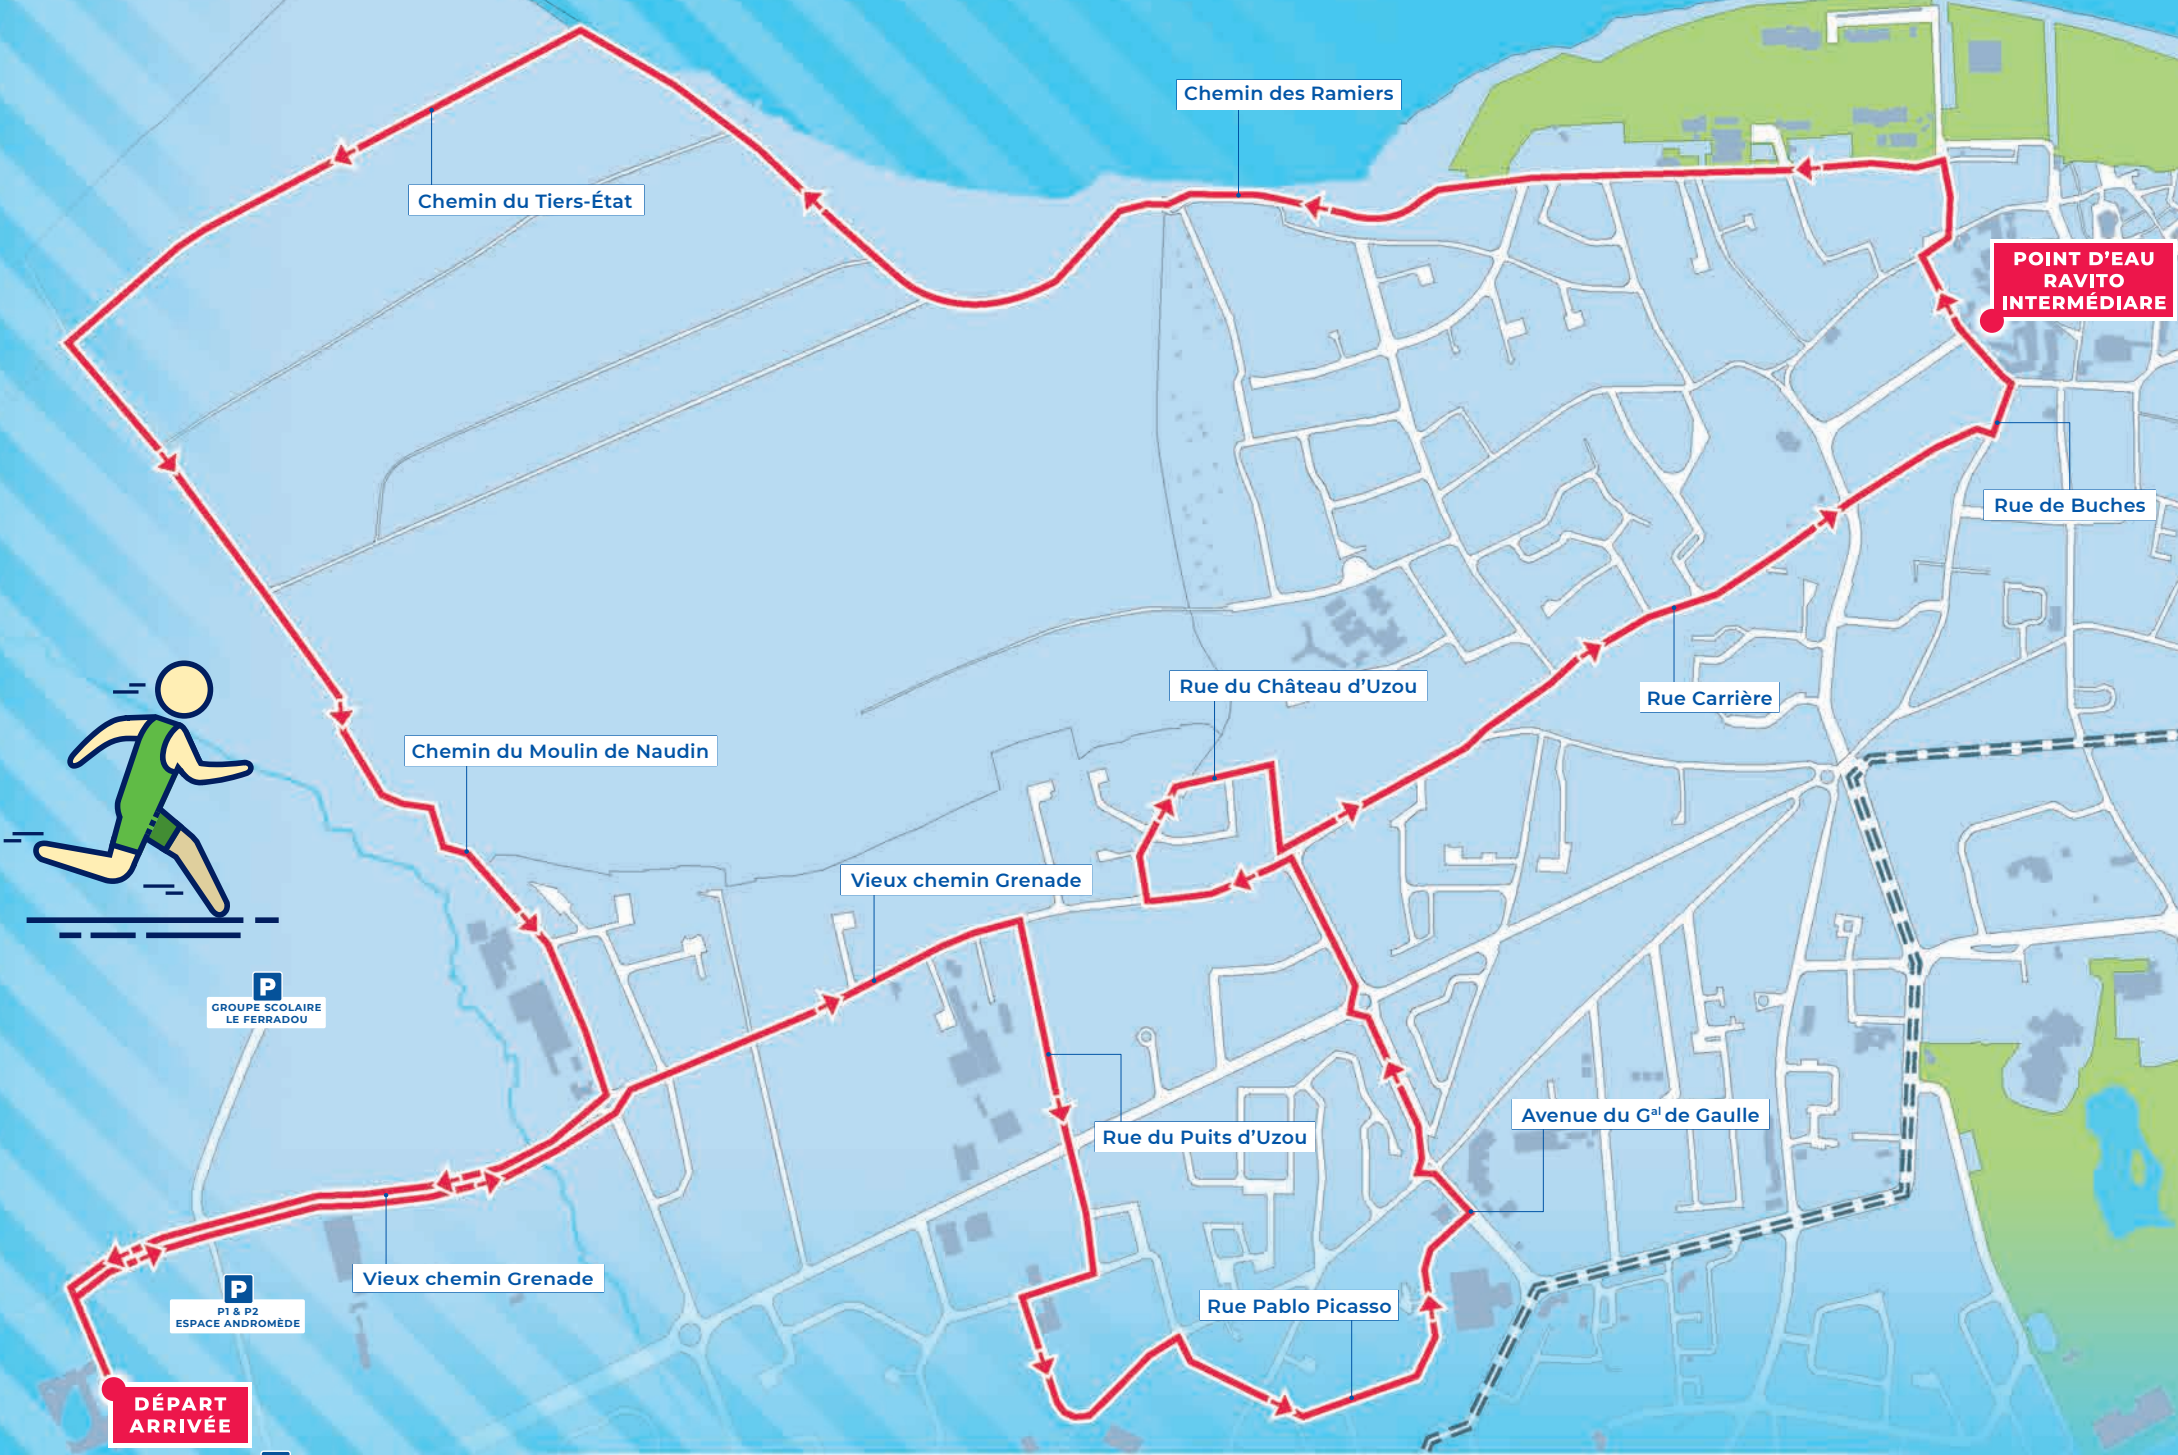 Chemin des Ramiers
Chemin du Tiers-État
POINT D'EAU
RAVITO
INTERMÉDIARE
Rue de Buches
Rue du Château d'Uzou
Rue Carrière
Chemin du Moulin de Naudin
Vieux chemin Grenade
P
GROUPE SCOLAIRE
LE FERRADOU
Rue du Puits d'Uzou
Avenue du Gal de Gaulle
Vieux chemin Grenade
P
P1 & P2
ESPACE ANDROMÈDE
Rue Pablo Picasso
DÉPART
ARRIVÉE